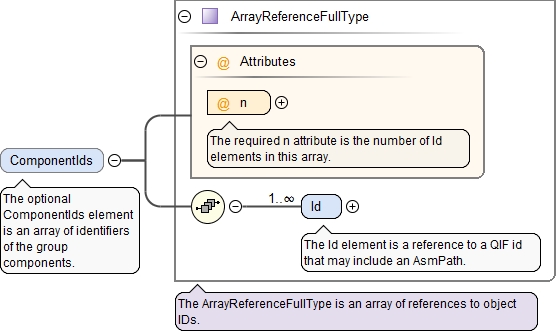 ArrayReferenceFullType
@ Attributes
@ n
The required n attribute is the number of Id
elements in this array.
ComponentIds
The optional
ComponentIds element
is an array of identifiers
of the group
components.
1..∞
Id
The Id element is a reference to a QIF id
that may include an AsmPath.
The ArrayReferenceFullType is an array of references to object
IDs.